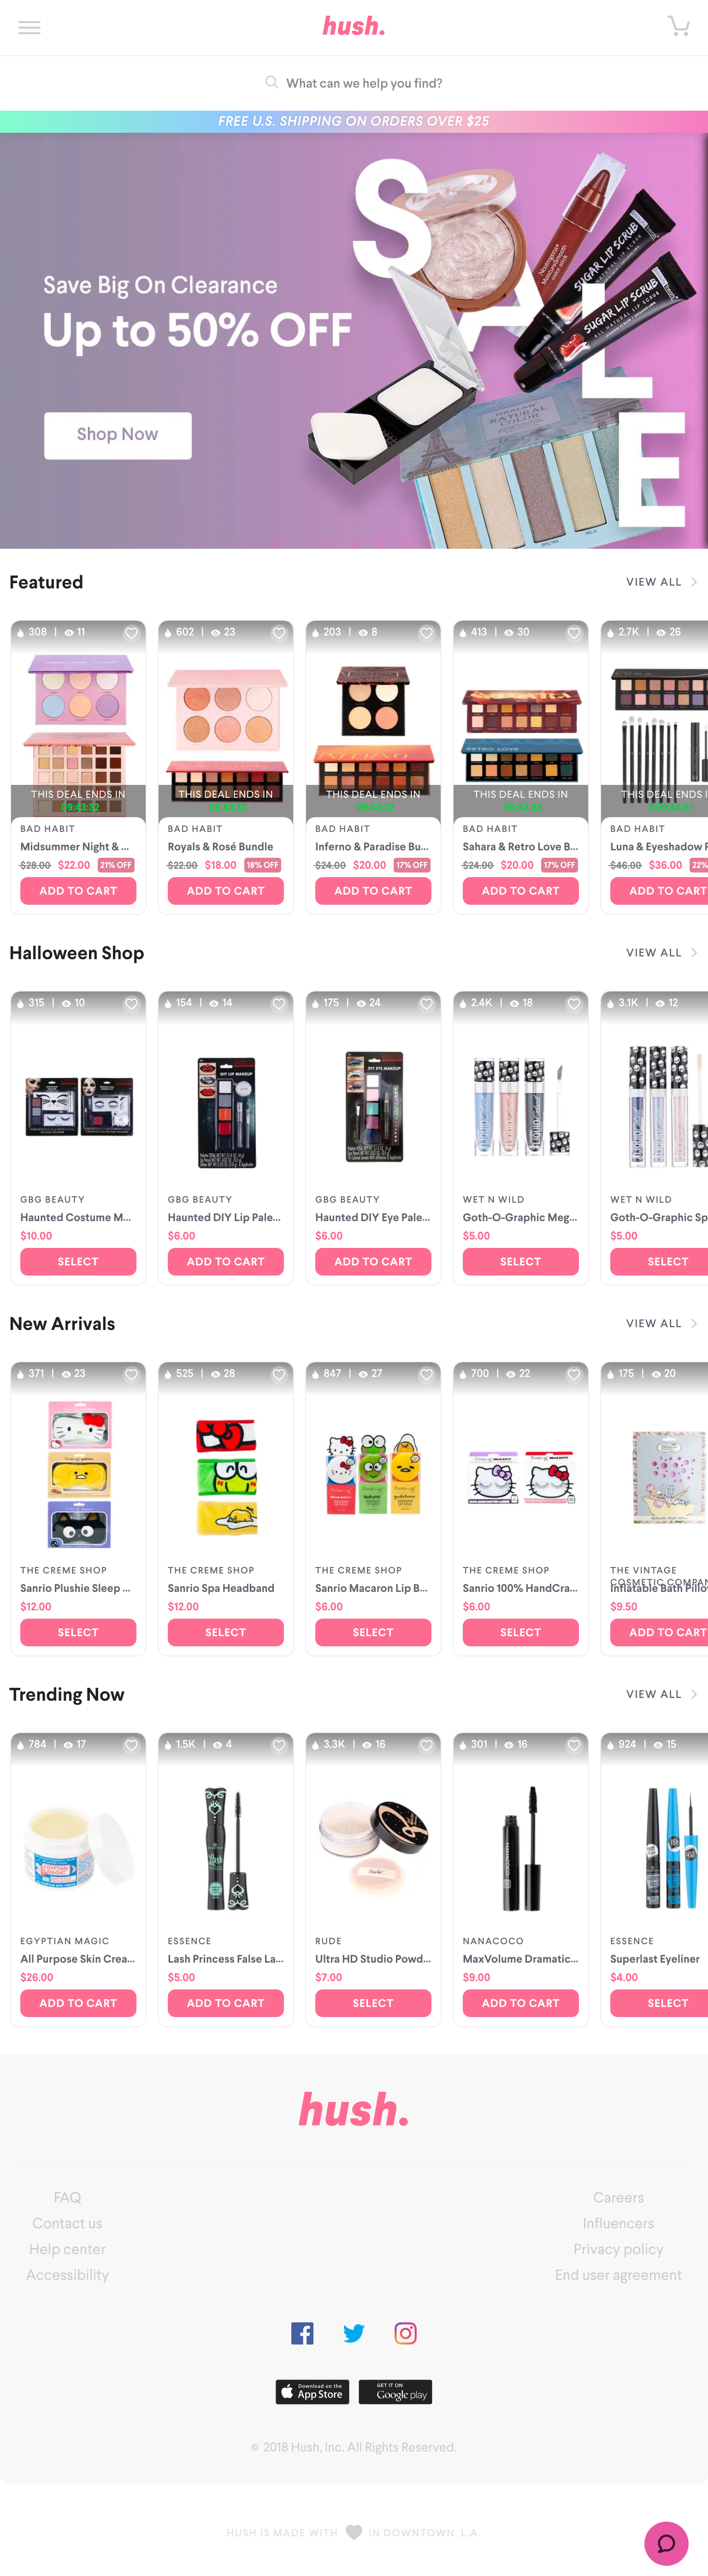 hush.
What can we help you find?
FREE U.S. SHIPPING ON ORDERS OVER $25
SALE
Save Big On Clearance
Up to 50% OFF
Shop Now
SUGAR LIP SCRUB
SUGAR LIP SCRUB
NATURAL
COLOR
Featured
VIEW ALL
308 | 11
602 | 23
203 | 8
413 | 30
2.7K | 26
THIS DEAL ENDS IN
09:43:32
THIS DEAL ENDS IN
09:43:32
THIS DEAL ENDS IN
09:43:32
THIS DEAL ENDS IN
09:43:32
THIS DEAL ENDS I
BAD HABIT
Midsummer Night & ...
$28.00 $22.00 21% OFF
ADD TO CART
BAD HABIT
Royals & Rosé Bundle
$22.00 $18.00 18% OFF
ADD TO CART
BAD HABIT
Inferno & Paradise Bu...
$24.00 $20.00 17% OFF
ADD TO CART
BAD HABIT
Sahara & Retro Love B...
$24.00 $20.00 17% OFF
ADD TO CART
BAD HABIT
Luna & Eyeshadow
$46.00 $36.00 22%
ADD TO CART
Halloween Shop
VIEW ALL
315 | 10
154 | 14
175 | 24
2.4K | 18
3.1K | 12
GBG BEAUTY
Haunted Costume M...
$10.00
SELECT
GBG BEAUTY
Haunted DIY Lip Pale...
$6.00
ADD TO CART
GBG BEAUTY
Haunted DIY Eye Pale...
$6.00
ADD TO CART
WET N WILD
Goth-O-Graphic Meg...
$5.00
SELECT
WET N WILD
Goth-O-Graphic Sp
$5.00
SELECT
New Arrivals
VIEW ALL
371 | 23
525 | 28
847 | 27
700 | 22
175 | 20
THE CREME SHOP
Sanrio Plushie Sleep ...
$12.00
SELECT
THE CREME SHOP
Sanrio Spa Headband
$12.00
SELECT
THE CREME SHOP
Sanrio Macaron Lip B...
$6.00
SELECT
THE CREME SHOP
Sanrio 100% HandCra...
$6.00
SELECT
THE VINTAGE
COSMETIC COMPAN
Inflatable Bath Pillo
$9.50
ADD TO CART
Trending Now
VIEW ALL
784 | 17
1.5K | 4
3.3K | 16
301 | 16
924 | 15
EGYPTIAN MAGIC
All Purpose Skin Crea...
$26.00
ADD TO CART
ESSENCE
Lash Princess False La...
$5.00
ADD TO CART
RUDE
Ultra HD Studio Powd...
$7.00
SELECT
NANACOCO
MaxVolume Dramatic...
$9.00
ADD TO CART
ESSENCE
Superlast Eyeliner
$4.00
SELECT
hush.
FAQ
Contact us
Help center
Accessibility
Careers
Influencers
Privacy policy
End user agreement
Download on the
App Store
GET IT ON
Google play
© 2018 Hush, Inc. All Rights Reserved.
HUSH IS MADE WITH IN DOWNTOWN, L.A.